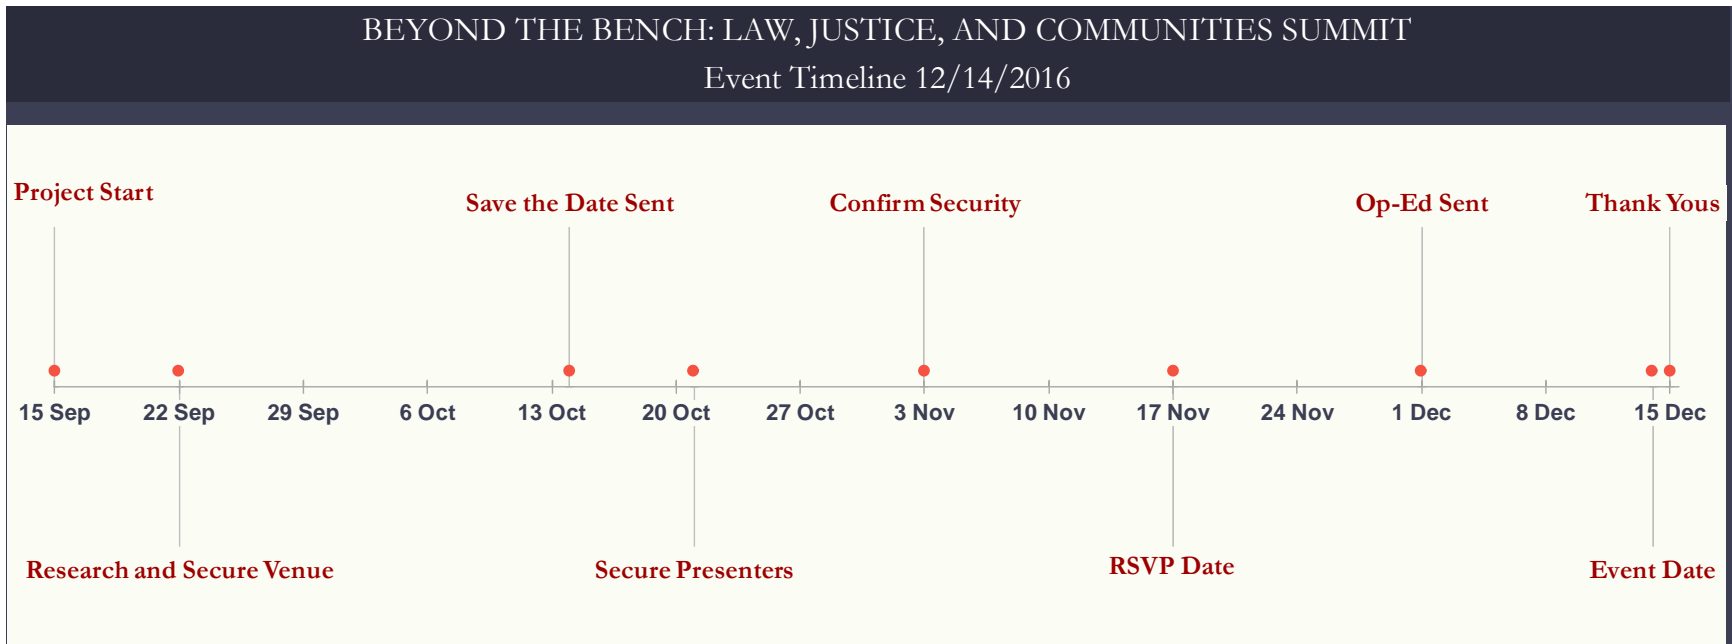 BEYOND THE BENCH: LAW, JUSTICE, AND COMMUNITIES SUMMIT
Event Timeline 12/14/2016
Project Start
Save the Date Sent
Confirm Security
Op-Ed Sent
Thank Yous
15 Sep
22 Sep
29 Sep
6 Oct
13 Oct
20 Oct
27 Oct
3 Nov
10 Nov
17 Nov
24 Nov
1 Dec
8 Dec
15 Dec
Research and Secure Venue
Secure Presenters
RSVP Date
Event Date